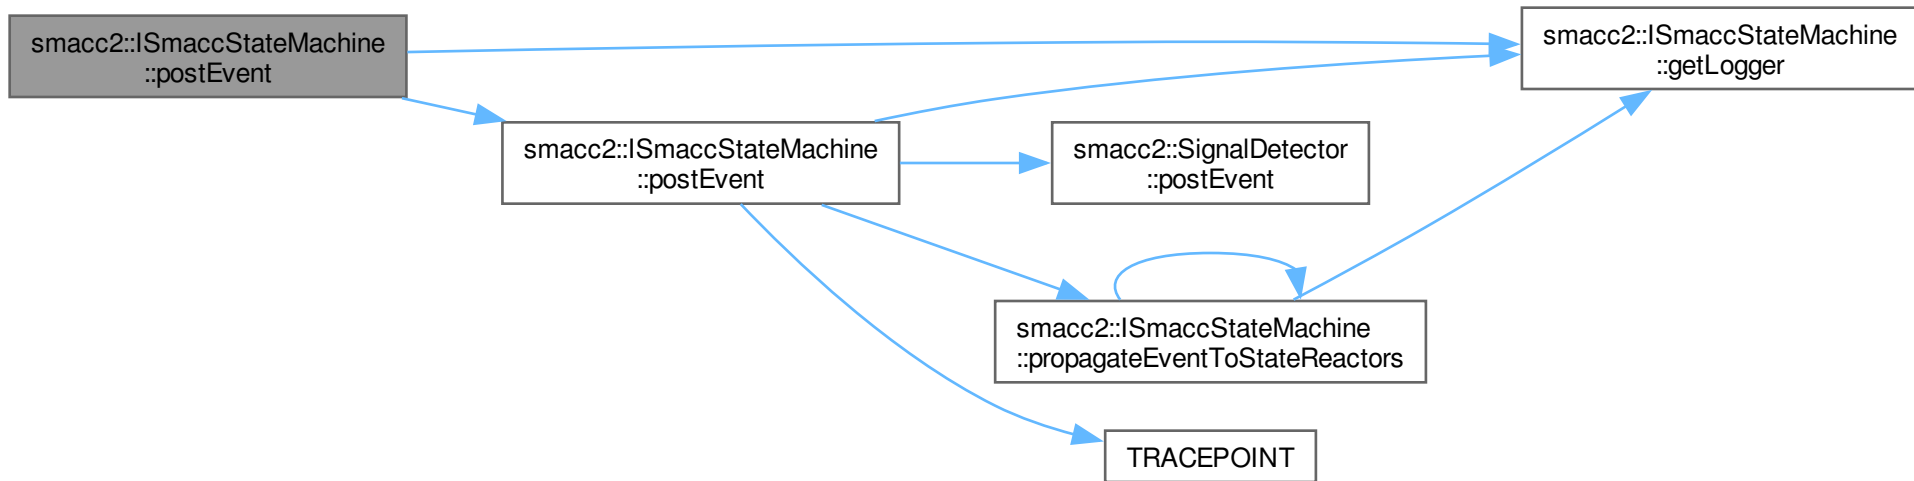 smacc2::ISmaccStateMachine
::postEvent
smacc2::ISmaccStateMachine
::postEvent
smacc2::ISmaccStateMachine
::getLogger
smacc2::SignalDetector
::postEvent
smacc2::ISmaccStateMachine
::propagateEventToStateReactors
TRACEPOINT